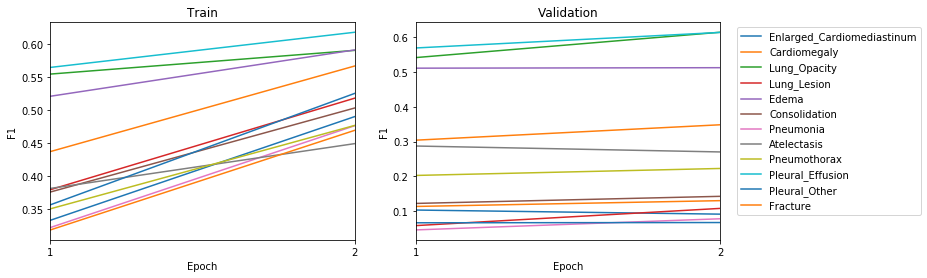 Train
0.60
0.55
0.50
0.45
0.40
0.35
F1
1
2
Epoch
Validation
0.6
0.5
0.4
0.3
0.2
0.1
F1
1
2
Epoch
Enlarged_Cardiomediastinum
Cardiomegaly
Lung_Opacity
Lung_Lesion
Edema
Consolidation
Pneumonia
Atelectasis
Pneumothorax
Pleural_Effusion
Pleural_Other
Fracture